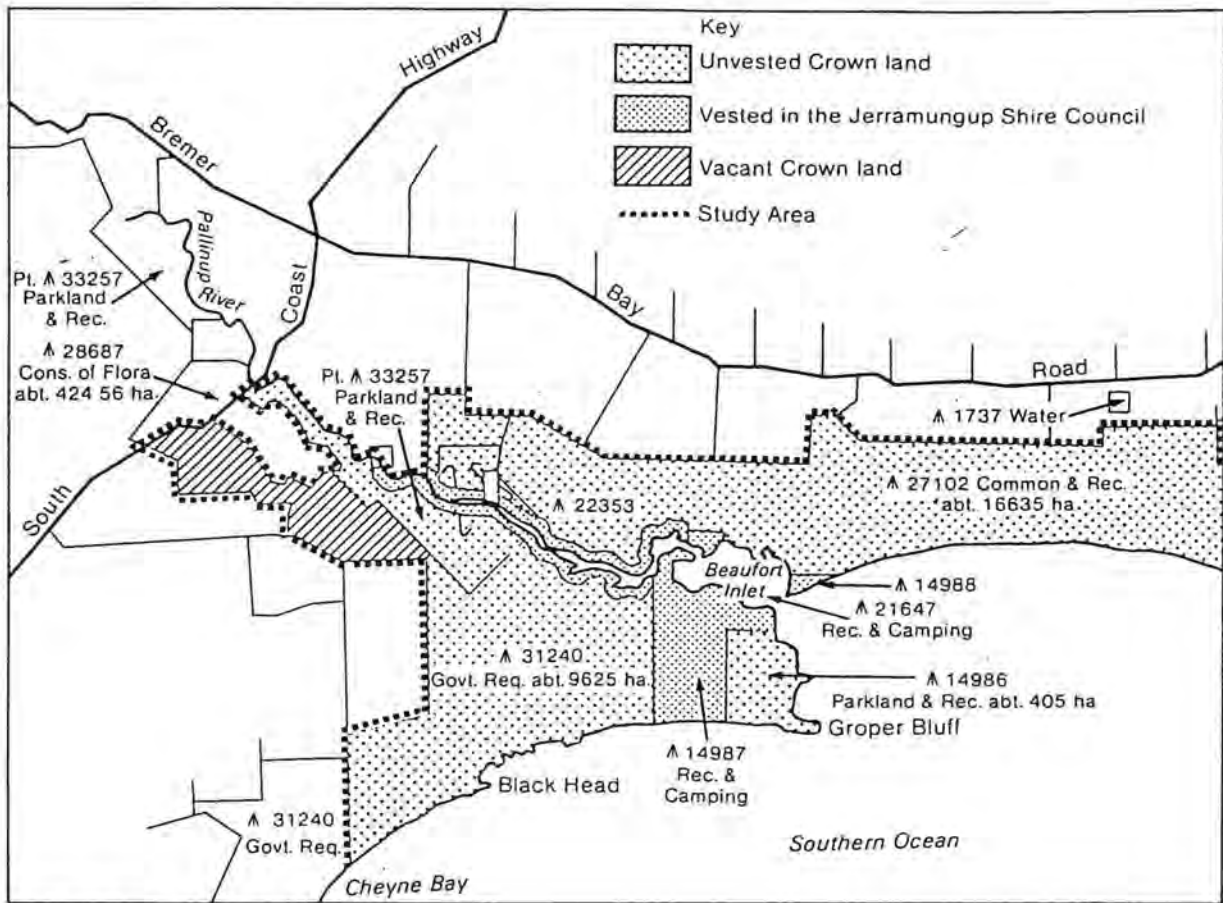 Key
Unvested Crown land
Vested in the Jerramungup Shire Council
Vacant Crown land
Study Area
Highway
Bremer
Pallinup
River
Coast
Pt. ⩚ 33257
Parkland
& Rec.
⩚ 28687
Cons. of Flora
abt. 424 56 ha.
Pt. ⩚ 33257
Parkland
& Rec.
Bay
Road
⩚ 1737 Water
⩚ 27102 Common & Rec.
abt. 16635 ha.
⩚ 22353
South
Beaufort
Inlet
⩚ 14988
⩚ 21647
Rec. & Camping
⩚ 31240
Govt. Req. abt. 9625 ha.
⩚ 14986
Parkland & Rec. abt. 405 ha
Groper Bluff
⩚ 14987
Rec. &
Camping
Black Head
⩚ 31240
Govt. Req.
Southern Ocean
Cheyne Bay